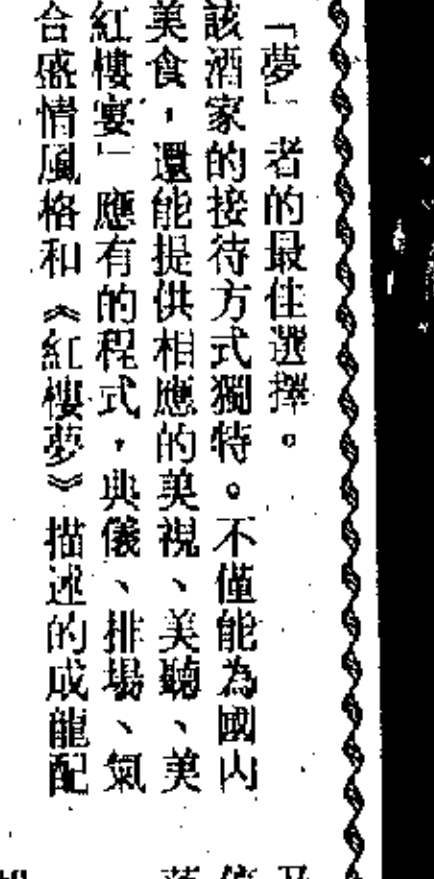 「夢」者的最佳選擇。
該酒家的接待方式獨特。不僅能為國內
美食，還能提供相應的美視、美聽、美
紅樓宴」應有的程式，典儀、排場、氣
合盛情風格和《紅樓夢》描述的成龍配